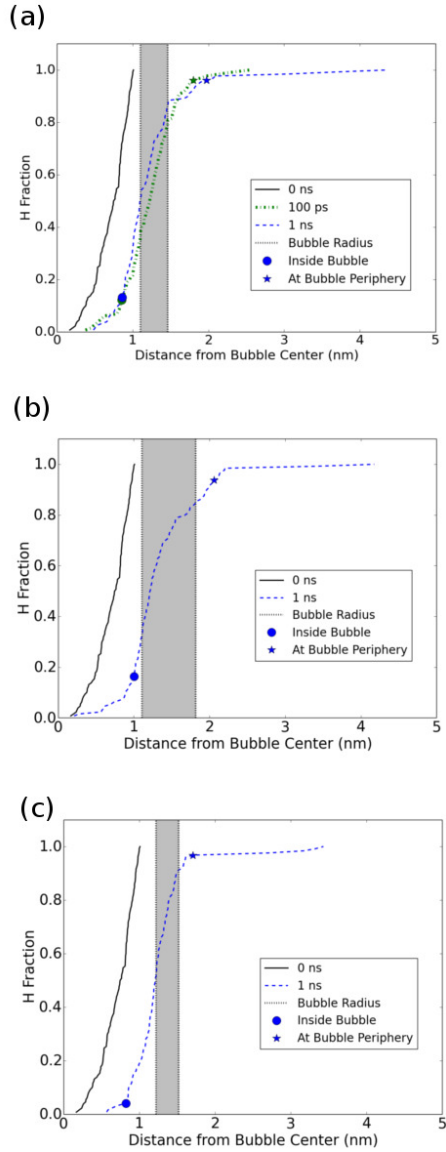 (a)
1.0
0.8
0.6
0.4
0.2
0.0
H Fraction
0 ns
100 ps
1 ns
Bubble Radius
Inside Bubble
At Bubble Periphery
0 1 2 3 4 5
Distance from Bubble Center (nm)
(b)
1.0
0.8
0.6
0.4
0.2
0.0
H Fraction
0 ns
1 ns
Bubble Radius
Inside Bubble
At Bubble Periphery
0 1 2 3 4 5
Distance from Bubble Center (nm)
(c)
1.0
0.8
0.6
0.4
0.2
0.0
H Fraction
0 ns
1 ns
Bubble Radius
Inside Bubble
At Bubble Periphery
0 1 2 3 4 5
Distance from Bubble Center (nm)